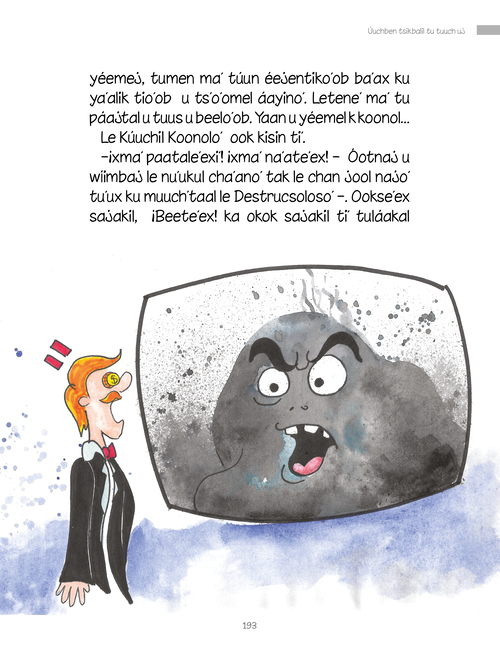 Úuchben tsikbalil tu tuuch uj
yéemej, tumen ma´ túun éejentiko´ob ba´ax ku
ya´alik tio´ob u ts´o´omel áayino´. Letene´ ma´ tu
páajtal u tuus u beelo´ob. Yaan u yéemel k koonol...
Le Kúuchil Koonolo´ ook kisin ti´.
–¡xma´ paatale´exi´! ¡xma´ na´ate´ex! – Óotnaj u
wíimbaj le nu´ukul cha´ano´ tak le chan jool najo´
tu´ux ku muuch´taal le Destrucsoloso´ –. Ookse´ex
sajakil, ¡Beete´ex! ka okok sajakil ti´ tuláakal
193